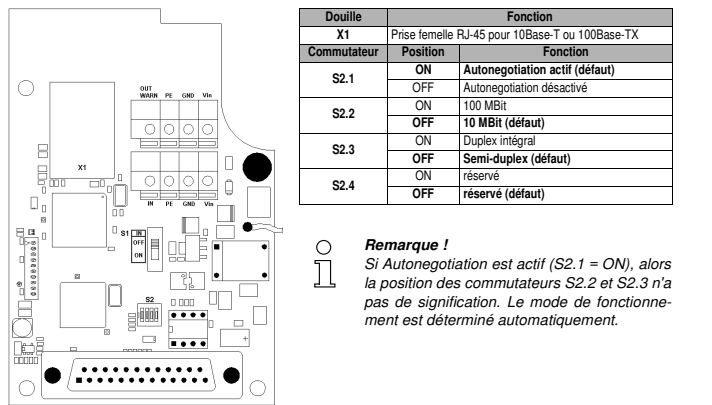 OUT
WARN PE GND Vin
X1
IN PE GND Vin
S1 IN
OFF
ON
S2
Douille Fonction
X1 Prise femelle RJ-45 pour 10Base-T ou 100Base-TX
Commutateur Position Fonction
S2.1 ON Autonegotiation actif (défaut)
OFF Autonegotiation désactivé
S2.2 ON 100 MBit
OFF 10 MBit (défaut)
S2.3 ON Duplex intégral
OFF Semi-duplex (défaut)
S2.4 ON réservé
OFF réservé (défaut)
Remarque !
Si Autonegotiation est actif (S2.1 = ON), alors
la position des commutateurs S2.2 et S2.3 n'a
pas de signification. Le mode de fonctionne-
ment est déterminé automatiquement.